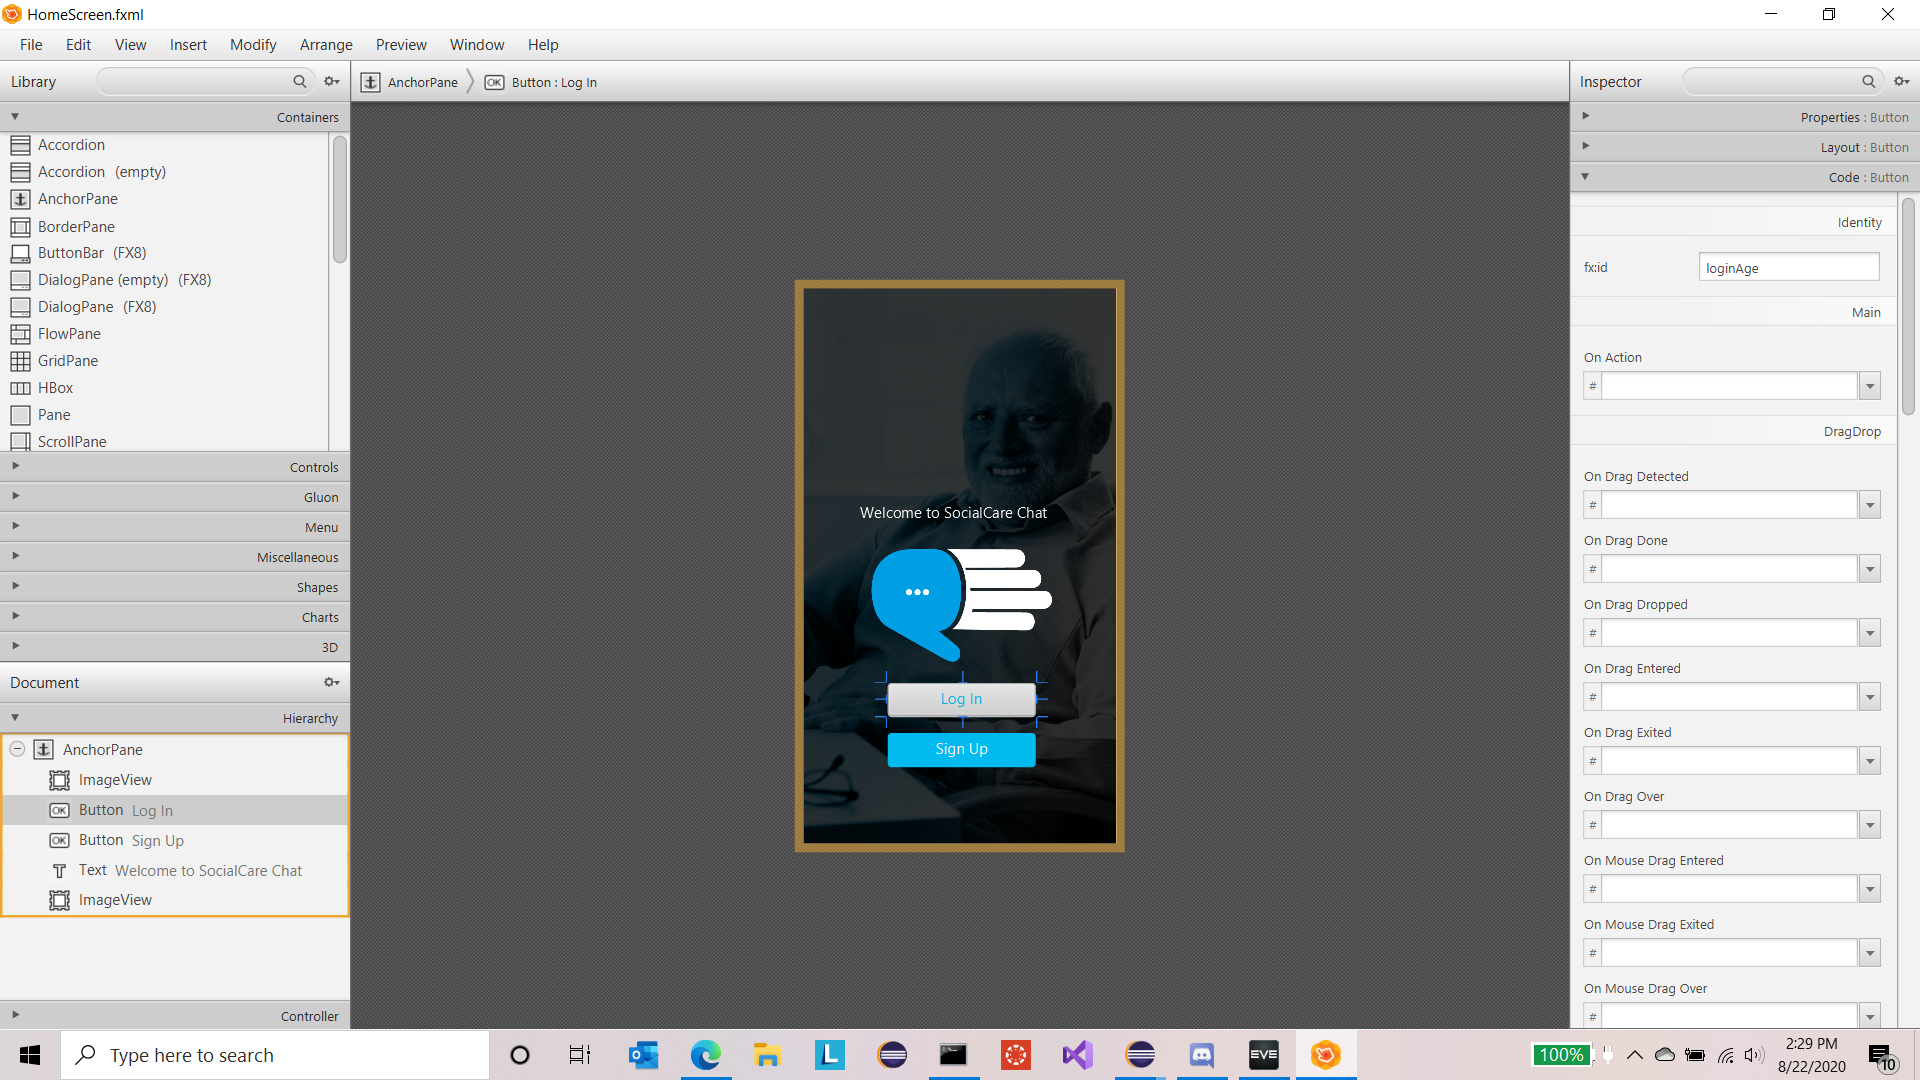 HomeScreen.fxml
File Edit View Insert Modify Arrange Preview Window Help
Library
AnchorPane
OK Button : Log In
Inspector
Containers
Accordion
Accordion (empty)
AnchorPane
BorderPane
ButtonBar (FX8)
DialogPane (empty) (FX8)
DialogPane (FX8)
FlowPane
GridPane
HBox
Pane
ScrollPane
Controls
Gluon
Menu
Miscellaneous
Shapes
Charts
3D
Document
Hierarchy
AnchorPane
ImageView
OK Button Log In
OK Button Sign Up
T Text Welcome to SocialCare Chat
ImageView
Controller
Welcome to SocialCare Chat
Log In
Sign Up
Properties : Button
Layout : Button
Code : Button
Identity
fx:id loginAge
Main
On Action
#
DragDrop
On Drag Detected
#
On Drag Done
#
On Drag Dropped
#
On Drag Entered
#
On Drag Exited
#
On Drag Over
#
On Mouse Drag Entered
#
On Mouse Drag Exited
#
On Mouse Drag Over
#
Type here to search
L
EVE
100%
2:29 PM
8/22/2020
10